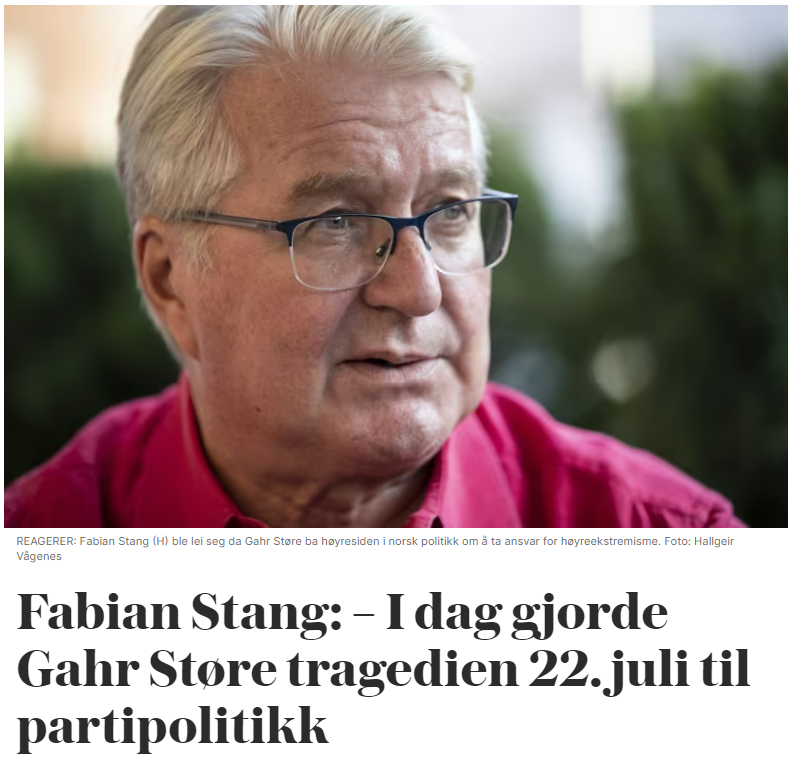 REAGERER: Fabian Stang (H) ble lei seg da Gahr Støre ba høyresiden i norsk politikk om å ta ansvar for høyreekstremisme. Foto: Hallgeir
Vågenes
Fabian Stang: – I dag gjorde
Gahr Støre tragedien 22. juli til
partipolitikk